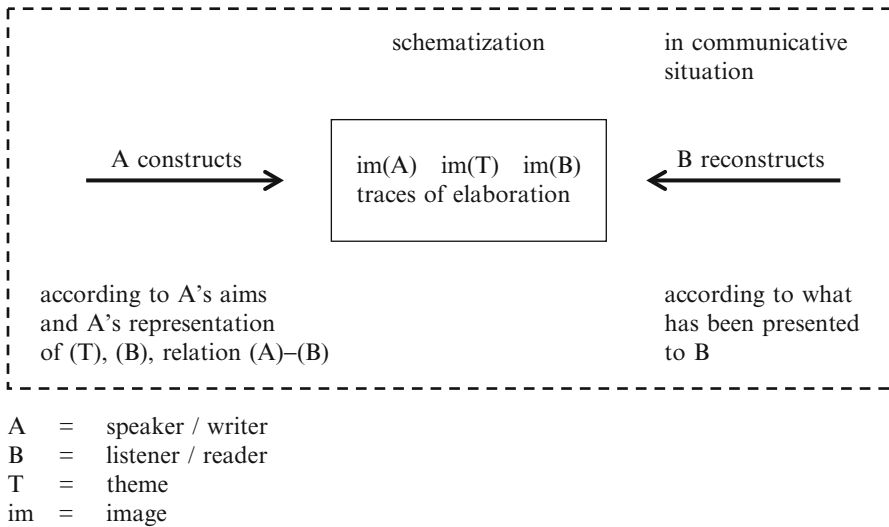 schematization
in communicative
situation
A constructs
im(A) im(T) im(B)
traces of elaboration
B reconstructs
according to A's aims
and A's representation
of (T), (B), relation (A)–(B)
according to what
has been presented
to B
A = speaker / writer
B = listener / reader
T = theme
im = image